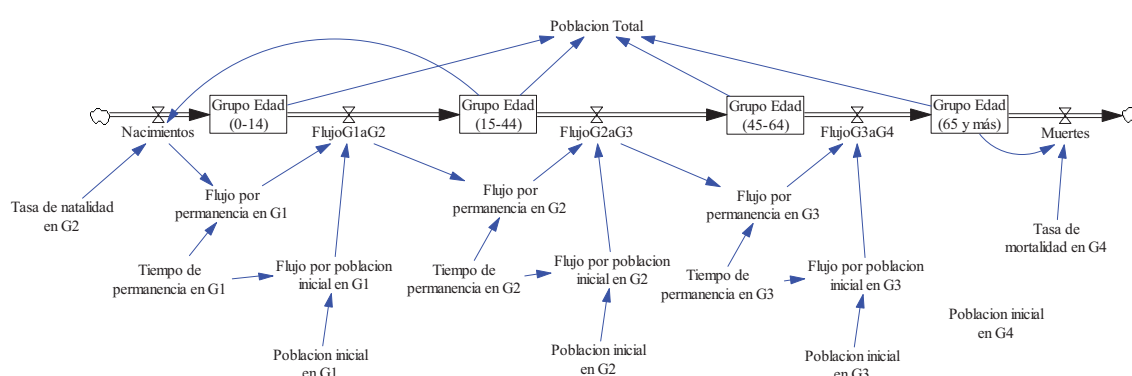 Poblacion Total
Grupo Edad
(0-14)
Grupo Edad
(15-44)
Grupo Edad
(45-64)
Grupo Edad
(65 y más)
Nacimientos
FlujoG1aG2
FlujoG2aG3
FlujoG3aG4
Muertes
Tasa de natalidad
en G2
Flujo por
permanencia en G1
Flujo por
permanencia en G2
Flujo por
permanencia en G3
Tasa de
mortalidad en G4
Tiempo de
permanencia en G1
Flujo por poblacion
inicial en G1
Tiempo de
permanencia en G2
Flujo por poblacion
inicial en G2
Tiempo de
permanencia en G3
Flujo por poblacion
inicial en G3
Poblacion inicial
en G4
Poblacion inicial
en G1
Poblacion inicial
en G2
Poblacion inicial
en G3